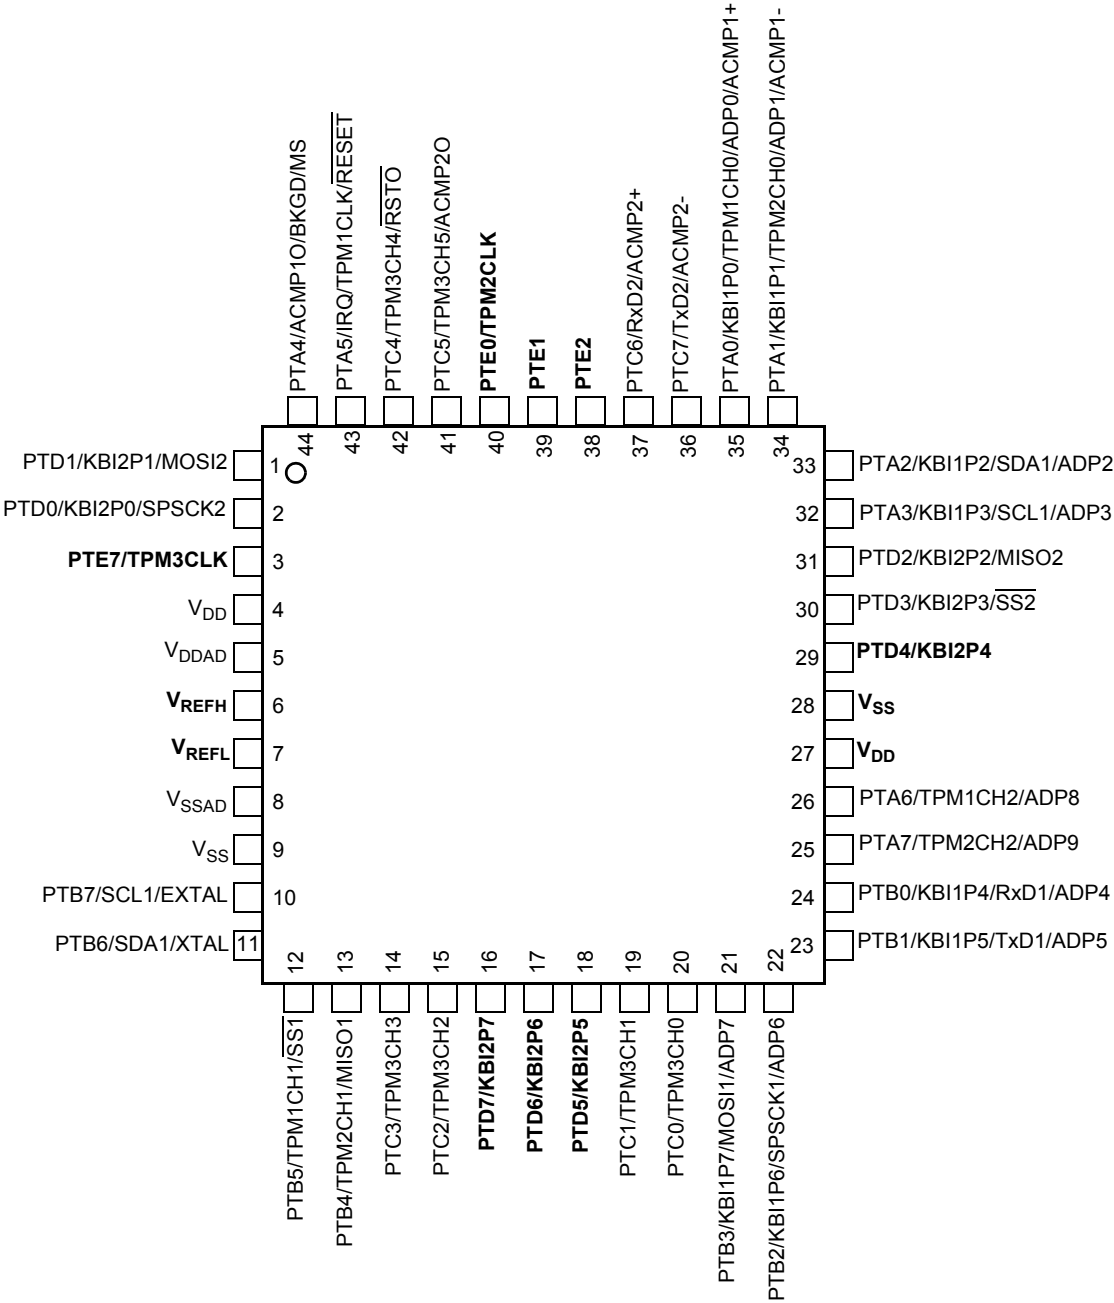 PTA4/ACMP1O/BKGD/MS
PTA5/IRQ/TPM1CLK/RESET
PTC4/TPM3CH4/RSTO
PTC5/TPM3CH5/ACMP2O
PTE0/TPM2CLK
PTE1
PTE2
PTC6/RxD2/ACMP2+
PTC7/TxD2/ACMP2-
PTA0/KBI1P0/TPM1CH0/ADP0/ACMP1+
PTA1/KBI1P1/TPM2CH0/ADP1/ACMP1-
44
43
42
41
40
39
38
37
36
35
34
PTD1/KBI2P1/MOSI2 1
PTD0/KBI2P0/SPSCK2 2
PTE7/TPM3CLK 3
VDD 4
VDDAD 5
VREFH 6
VREFL 7
VSSAD 8
VSS 9
PTB7/SCL1/EXTAL 10
PTB6/SDA1/XTAL 11
33 PTA2/KBI1P2/SDA1/ADP2
32 PTA3/KBI1P3/SCL1/ADP3
31 PTD2/KBI2P2/MISO2
30 PTD3/KBI2P3/SS2
29 PTD4/KBI2P4
28 VSS
27 VDD
26 PTA6/TPM1CH2/ADP8
25 PTA7/TPM2CH2/ADP9
24 PTB0/KBI1P4/RxD1/ADP4
23 PTB1/KBI1P5/TxD1/ADP5
12
13
14
15
16
17
18
19
20
21
22
PTB5/TPM1CH1/SS1
PTB4/TPM2CH1/MISO1
PTC3/TPM3CH3
PTC2/TPM3CH2
PTD7/KBI2P7
PTD6/KBI2P6
PTD5/KBI2P5
PTC1/TPM3CH1
PTC0/TPM3CH0
PTB3/KBI1P7/MOSI1/ADP7
PTB2/KBI1P6/SPSCK1/ADP6